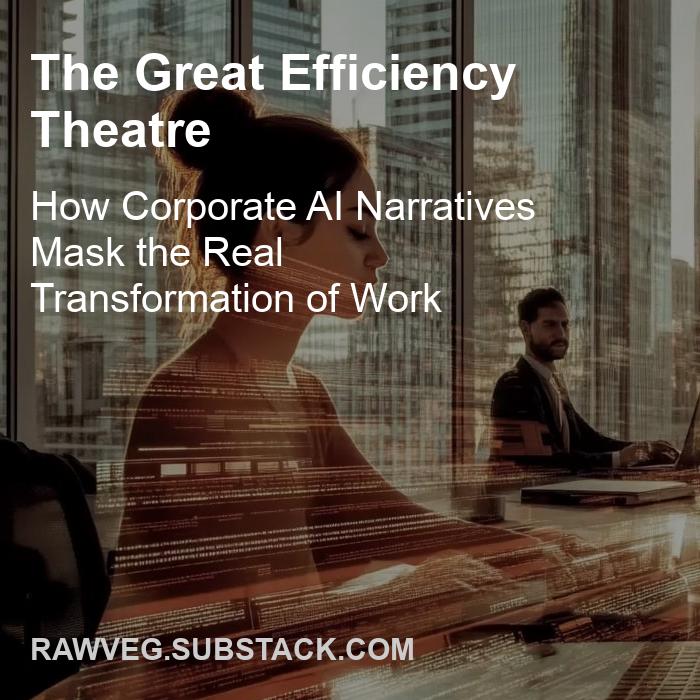 The Great Efficiency
Theatre
How Corporate AI Narratives
Mask the Real
Transformation of Work
RAWVEG.SUBSTACK.COM